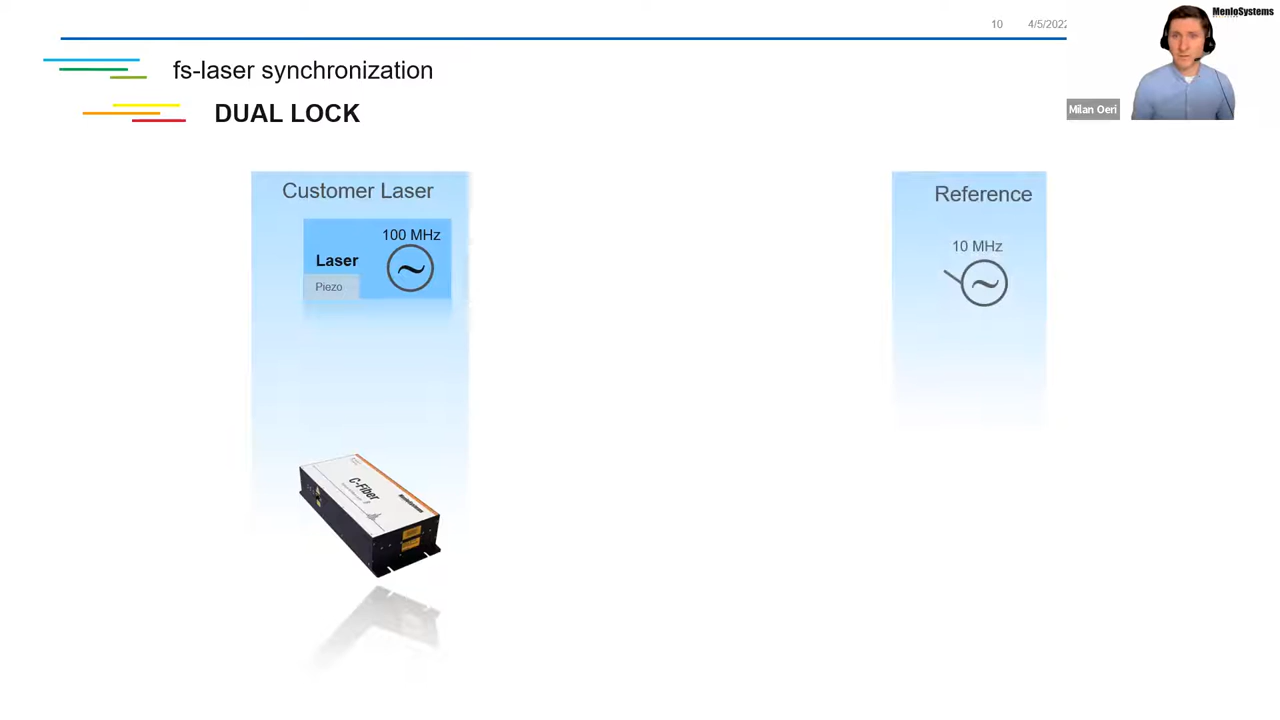 10 4/5/2022
MenloSystems
fs-laser synchronization
DUAL LOCK
Milan Oeri
Customer Laser
100 MHz
Laser
Piezo
Reference
10 MHz
C-Fiber
MenloSystems